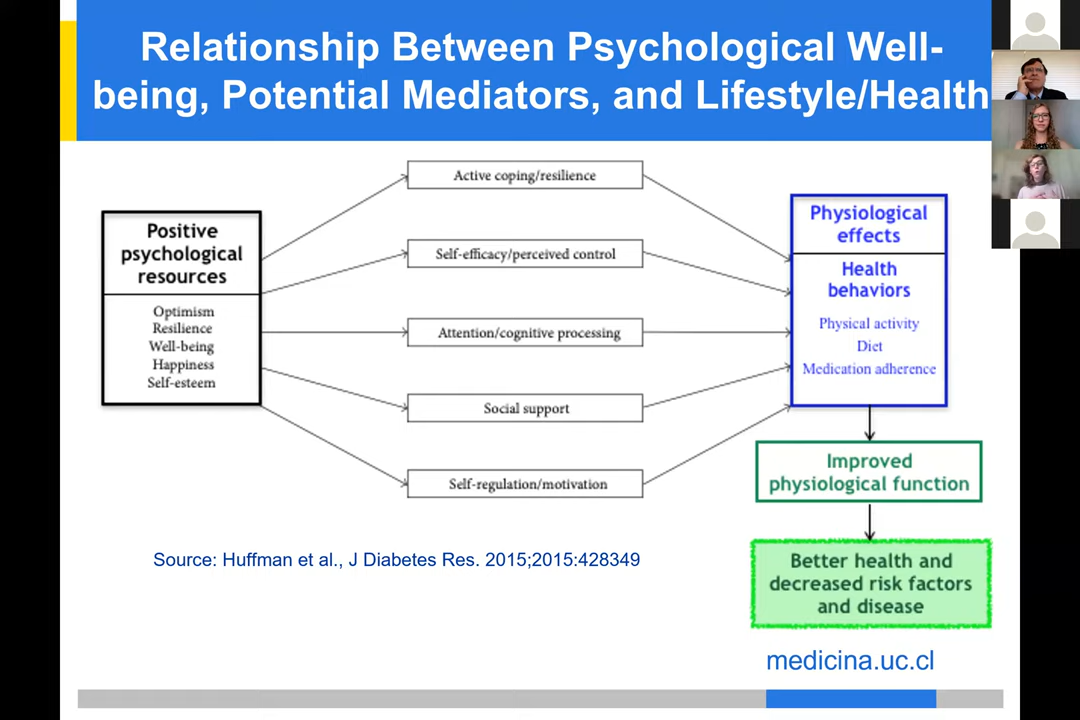 Relationship Between Psychological Well-
being, Potential Mediators, and Lifestyle/Health
Positive
psychological
resources
Optimism
Resilience
Well-being
Happiness
Self-esteem
Active coping/resilience
Self-efficacy/perceived control
Attention/cognitive processing
Social support
Self-regulation/motivation
Physiological
effects
Health
behaviors
Physical activity
Diet
Medication adherence
Improved
physiological function
Better health and
decreased risk factors
and disease
Source: Huffman et al., J Diabetes Res. 2015;2015:428349
medicina.uc.cl